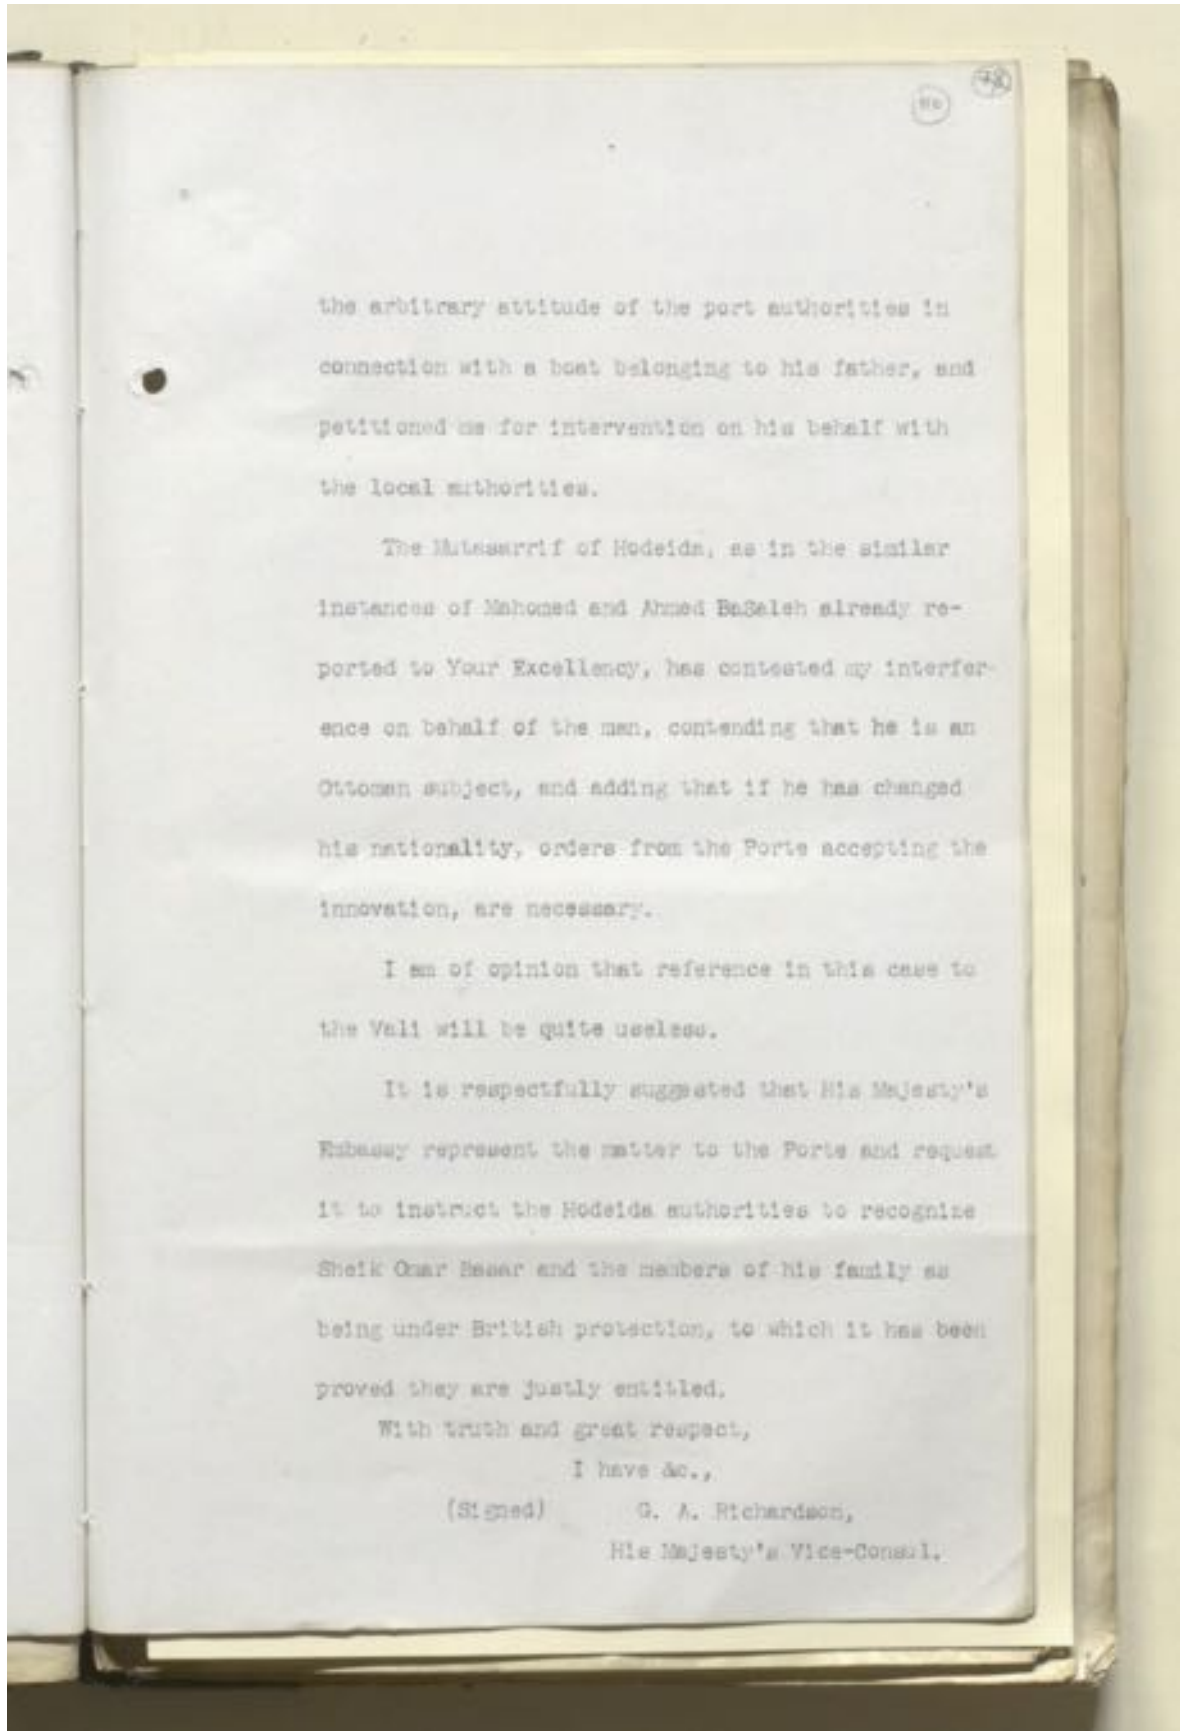 the arbitrary attitude of the port authorities in
connection with a boat belonging to his father, and
petitioned me for intervention on his behalf with
the local authorities.
The Mutasarrif of Hodeida, as in the similar
instances of Mahomed and Ahmed BaSaleh already re-
ported to Your Excellency, has contested my interfer-
ence on behalf of the man, contending that he is an
Ottoman subject, and adding that if he has changed
his nationality, orders from the Porte accepting the
innovation, are necessary.
I am of opinion that reference in this case to
the Vali will be quite useless.
It is respectfully suggested that His Majesty's
Embassy represent the matter to the Porte and request
it to instruct the Hodeida authorities to recognize
Sheik Omar and the members of his family as
being under British protection, to which it has been
proved they are justly entitled.
With truth and great respect,
I have &c.,
(Signed) G. A. Richardson,
His Majesty's Vice-Consul.